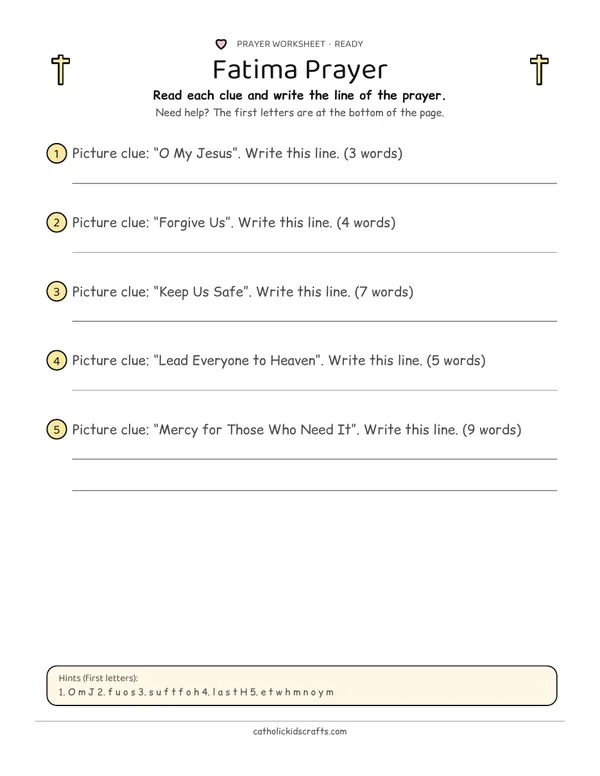 PRAYER WORKSHEET · READY
Fatima Prayer
Read each clue and write the line of the prayer.
Need help? The first letters are at the bottom of the page.
1 Picture clue: “O My Jesus”. Write this line. (3 words)
2 Picture clue: “Forgive Us”. Write this line. (4 words)
3 Picture clue: “Keep Us Safe”. Write this line. (7 words)
4 Picture clue: “Lead Everyone to Heaven”. Write this line. (5 words)
5 Picture clue: “Mercy for Those Who Need It”. Write this line. (9 words)
Hints (first letters):
1. O m J 2. f u o s 3. s u f t f o h 4. l a s t H 5. e t w h m n o y m
catholickidscrafts.com